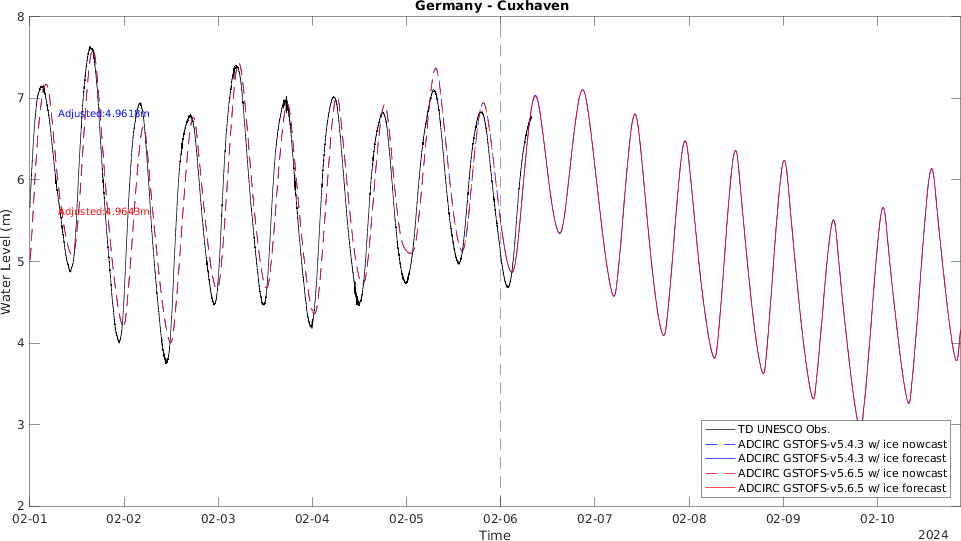 Germany - Cuxhaven
8
7
6
5
4
3
2
Water Level (m)
Adjusted:4.9618m
Adjusted:4.9643m
TD UNESCO Obs.
ADCIRC GSTOFS-v5.4.3 w/ ice nowcast
ADCIRC GSTOFS-v5.4.3 w/ ice forecast
ADCIRC GSTOFS-v5.6.5 w/ ice nowcast
ADCIRC GSTOFS-v5.6.5 w/ ice forecast
02-01 02-02 02-03 02-04 02-05 02-06 02-07 02-08 02-09 02-10
Time
2024